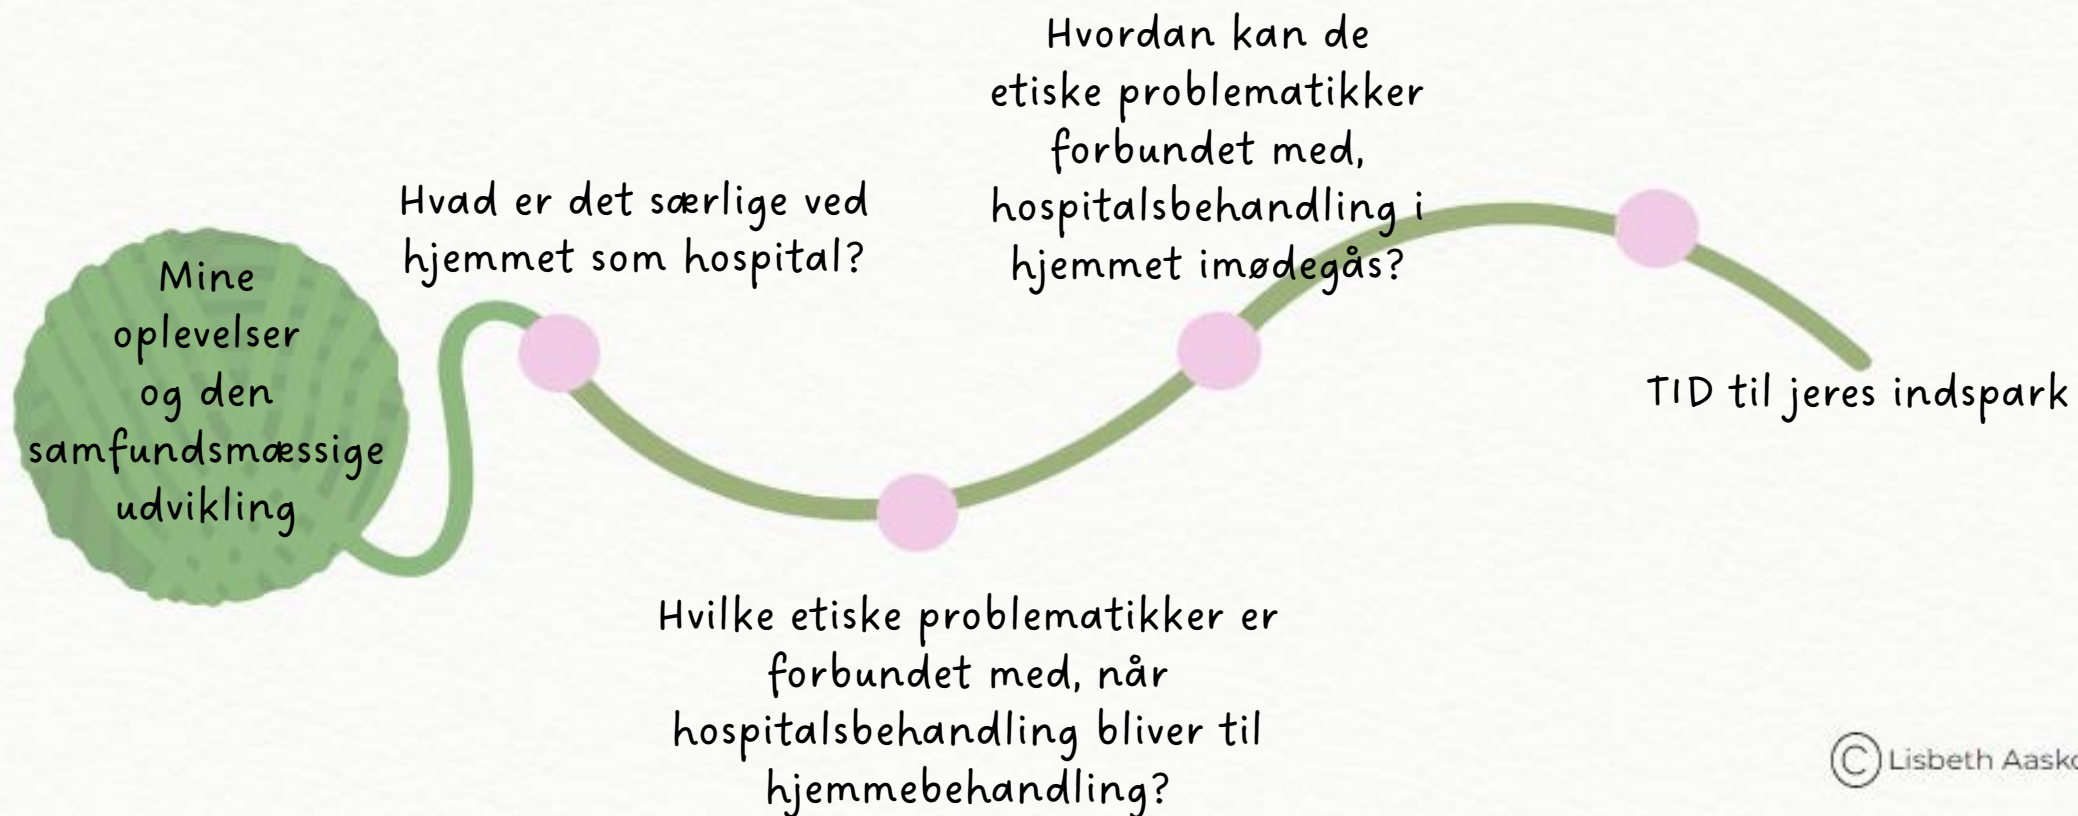 Mine
oplevelser
og den
samfundsmæssige
udvikling
Hvad er det særlige ved
hjemmet som hospital?
Hvilke etiske problematikker er
forbundet med, når
hospitalsbehandling bliver til
hjemmebehandling?
Hvordan kan de
etiske problematikker
forbundet med,
hospitalsbehandling i
hjemmet imødegås?
TID til jeres indspark
© Lisbeth